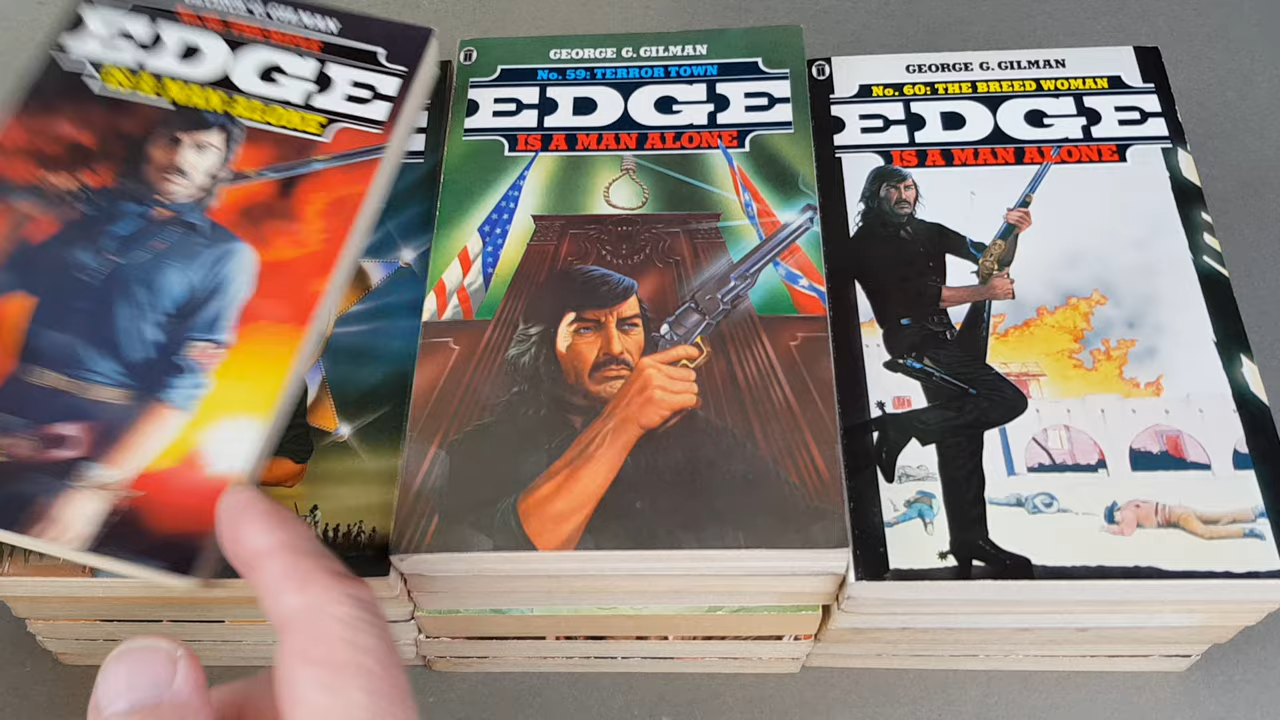 EDGE
GEORGE G. GILMAN
No. 59: TERROR TOWN
EDGE
IS A MAN ALONE
GEORGE G. GILMAN
No. 60: THE BREED WOMAN
EDGE
IS A MAN ALONE